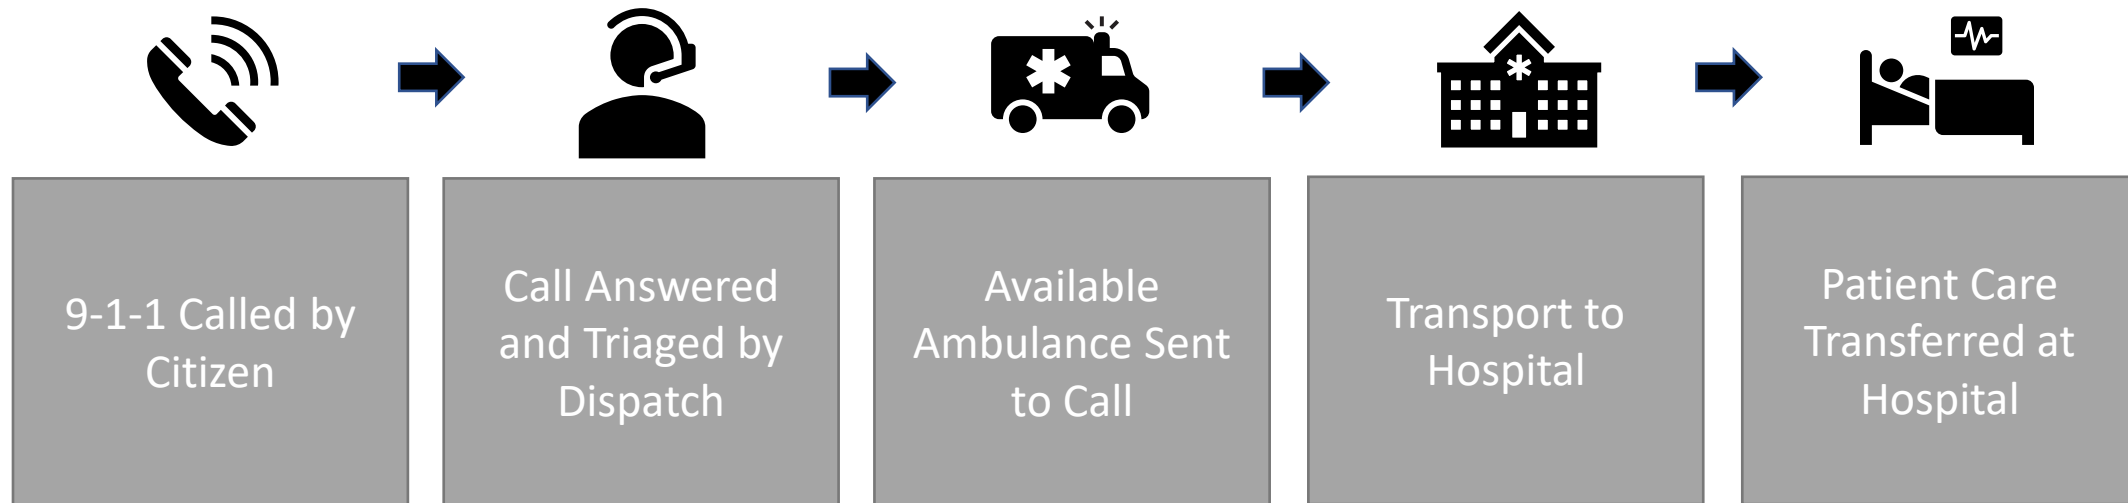 9-1-1 Called by
Citizen
Call Answered
and Triaged by
Dispatch
Available
Ambulance Sent
to Call
Transport to
Hospital
Patient Care
Transferred at
Hospital